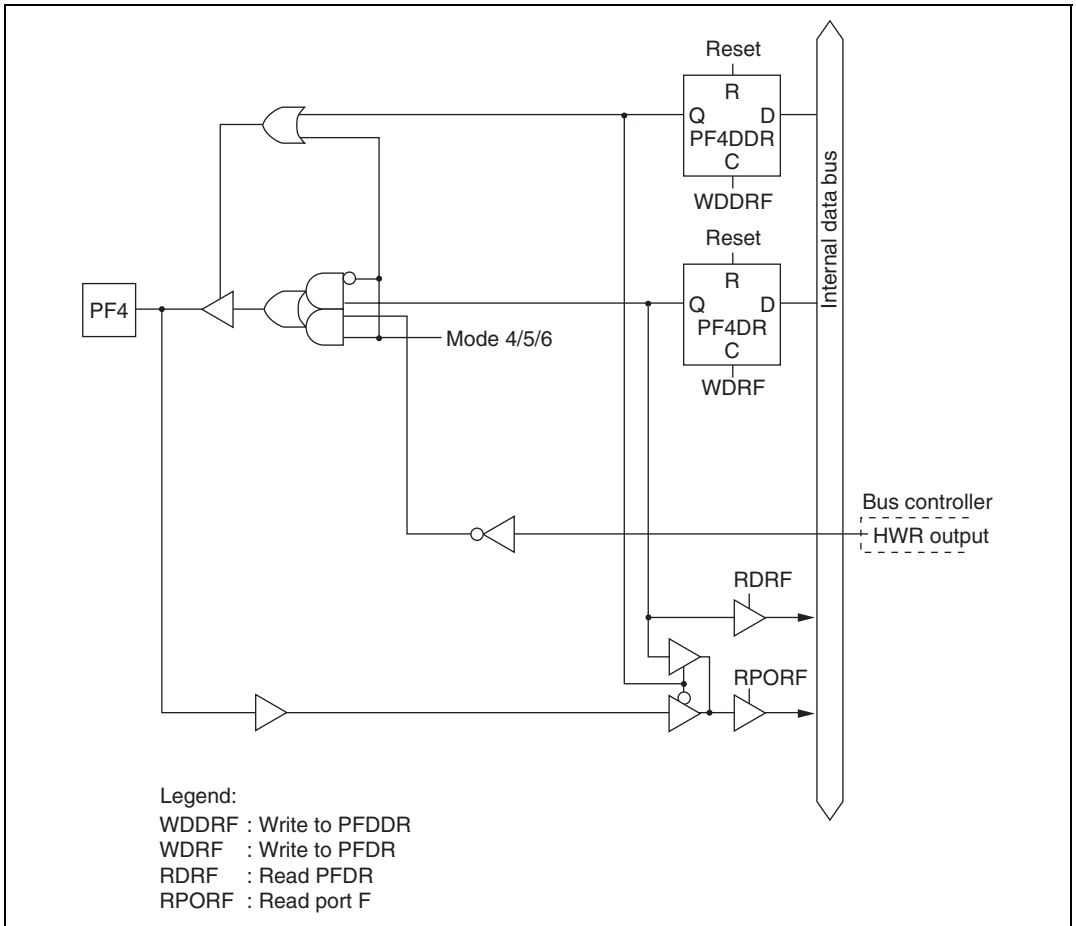 Reset
R
Q D
PF4DDR
C
WDDRF
Reset
R
Q D
PF4DR
C
WDRF
Internal data bus
PF4
Mode 4/5/6
Bus controller
HWR output
RDRF
RPORF
Legend:
WDDRF : Write to PFDDR
WDRF : Write to PFDR
RDRF : Read PFDR
RPORF : Read port F